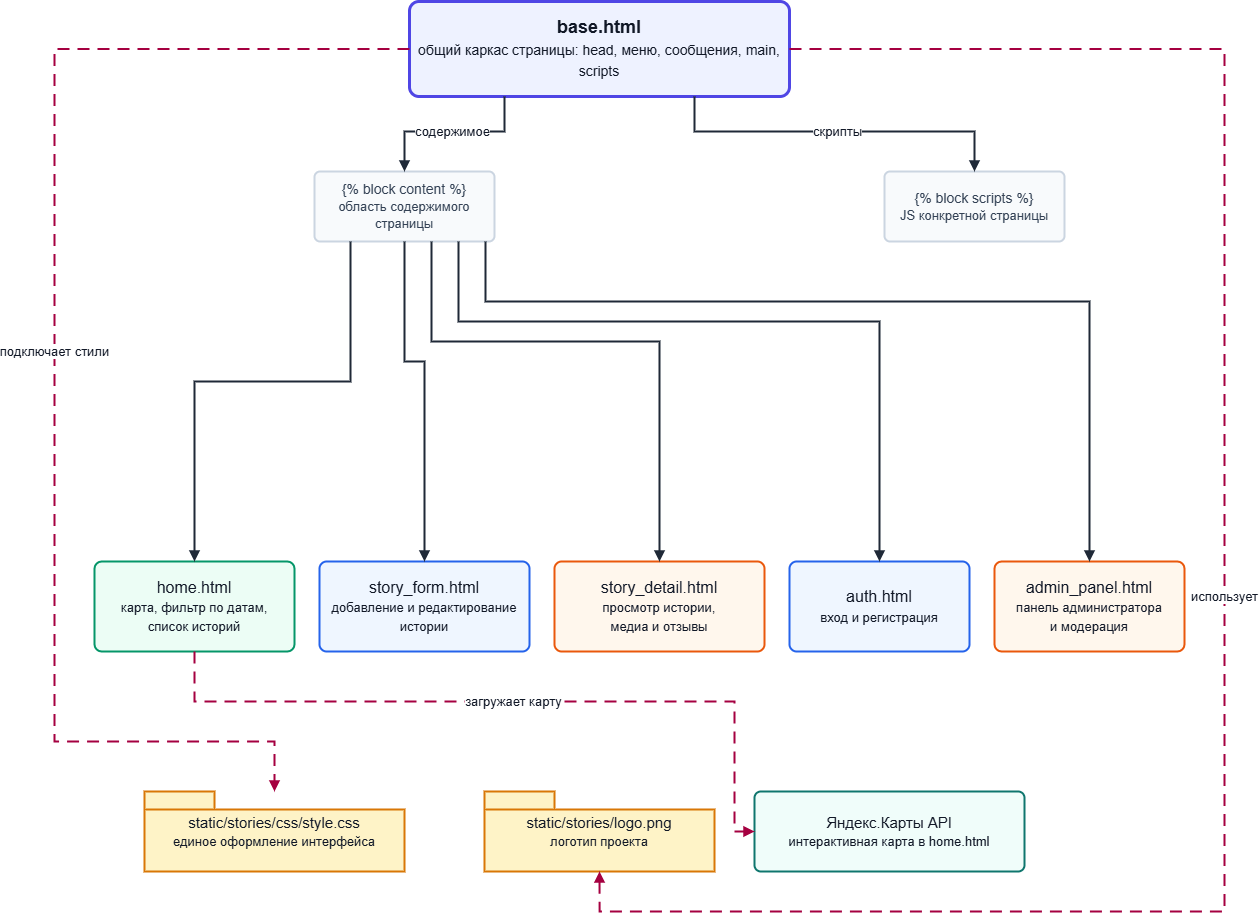 base.html
общий каркас страницы: head, меню, сообщения, main,
scripts
содержимое
скрипты
{% block content %}
область содержимого
страницы
{% block scripts %}
JS конкретной страницы
подключает стили
home.html
карта, фильтр по датам,
список историй
story_form.html
добавление и редактирование
истории
story_detail.html
просмотр истории,
медиа и отзывы
auth.html
вход и регистрация
admin_panel.html
панель администратора
и модерация
использует
загружает карту
static/stories/css/style.css
единое оформление интерфейса
static/stories/logo.png
логотип проекта
Яндекс.Карты API
интерактивная карта в home.html